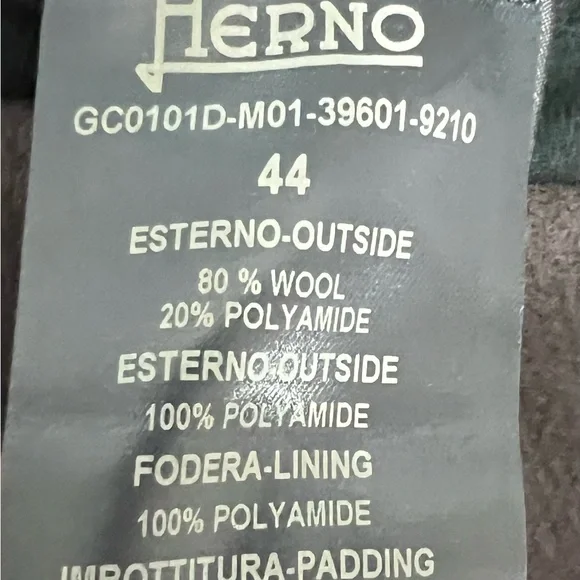 HERNO
GC0101D-M01-39601-9210
44
ESTERNO-OUTSIDE
80 % WOOL
20% POLYAMIDE
ESTERNO-OUTSIDE
100% POLYAMIDE
FODERA-LINING
100% POLYAMIDE
IMBOTTITURA-PADDING